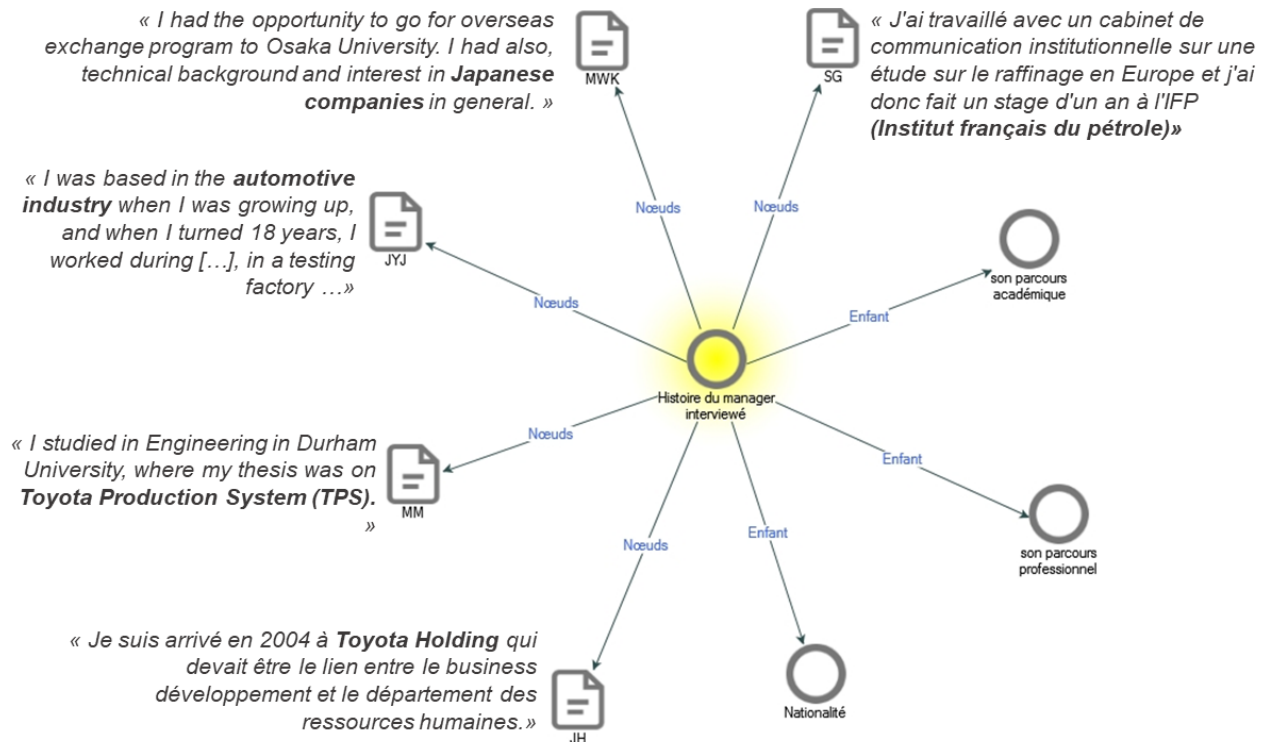 « I had the opportunity to go for overseas
exchange program to Osaka University. I had also,
technical background and interest in Japanese
companies in general. »
MWK
SG
« J'ai travaillé avec un cabinet de
communication institutionnelle sur une
étude sur le raffinage en Europe et j'ai
donc fait un stage d'un an à l'IFP
(Institut français du pétrole)»
« I was based in the automotive
industry when I was growing up,
and when I turned 18 years, I
worked during […], in a testing
factory …»
JYJ
Nœuds
Nœuds
Nœuds
Enfant
son parcours
académique
Histoire du manager
interviewé
« I studied in Engineering in Durham
University, where my thesis was on
Toyota Production System (TPS).
»
MM
Nœuds
Enfant
son parcours
professionnel
Nœuds
Enfant
« Je suis arrivé en 2004 à Toyota Holding qui
devait être le lien entre le business
développement et le département des
ressources humaines.»
JH
Nationalité